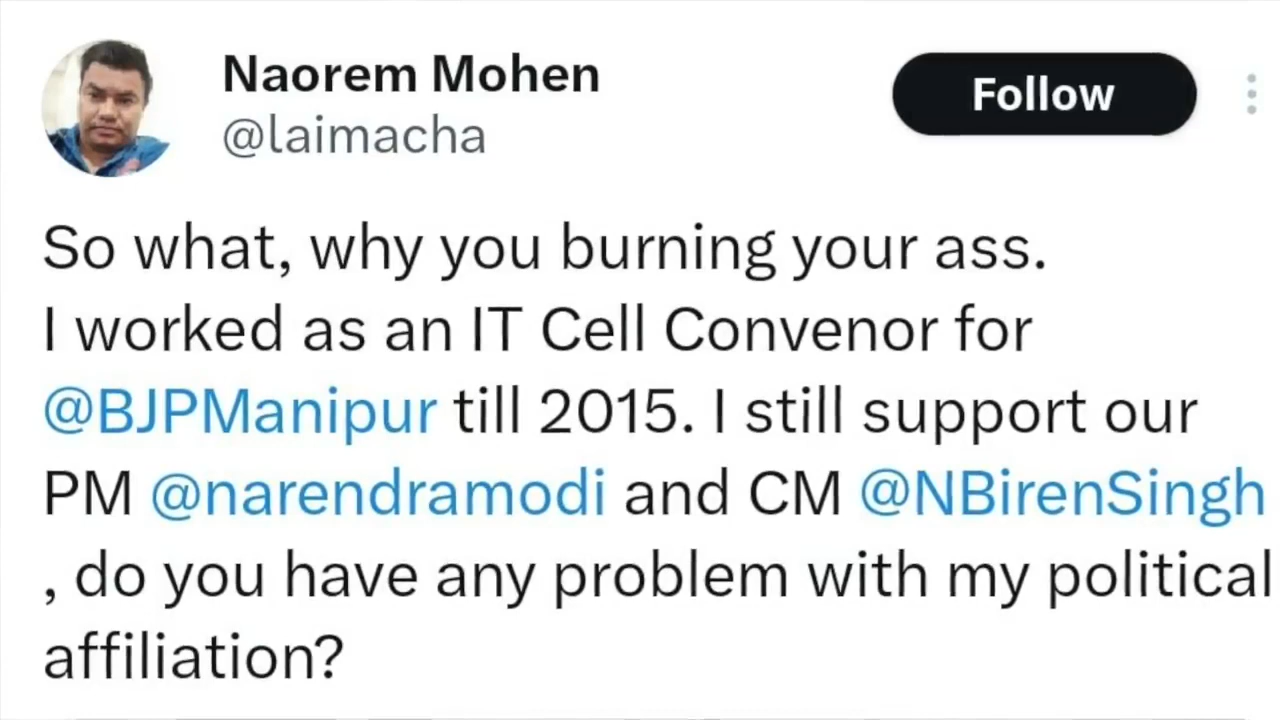 Naorem Mohen
Follow
@laimacha
So what, why you burning your ass.
I worked as an IT Cell Convenor for
@BJPManipur till 2015. I still support our
PM @narendramodi and CM @NBirenSingh
, do you have any problem with my political
affiliation?